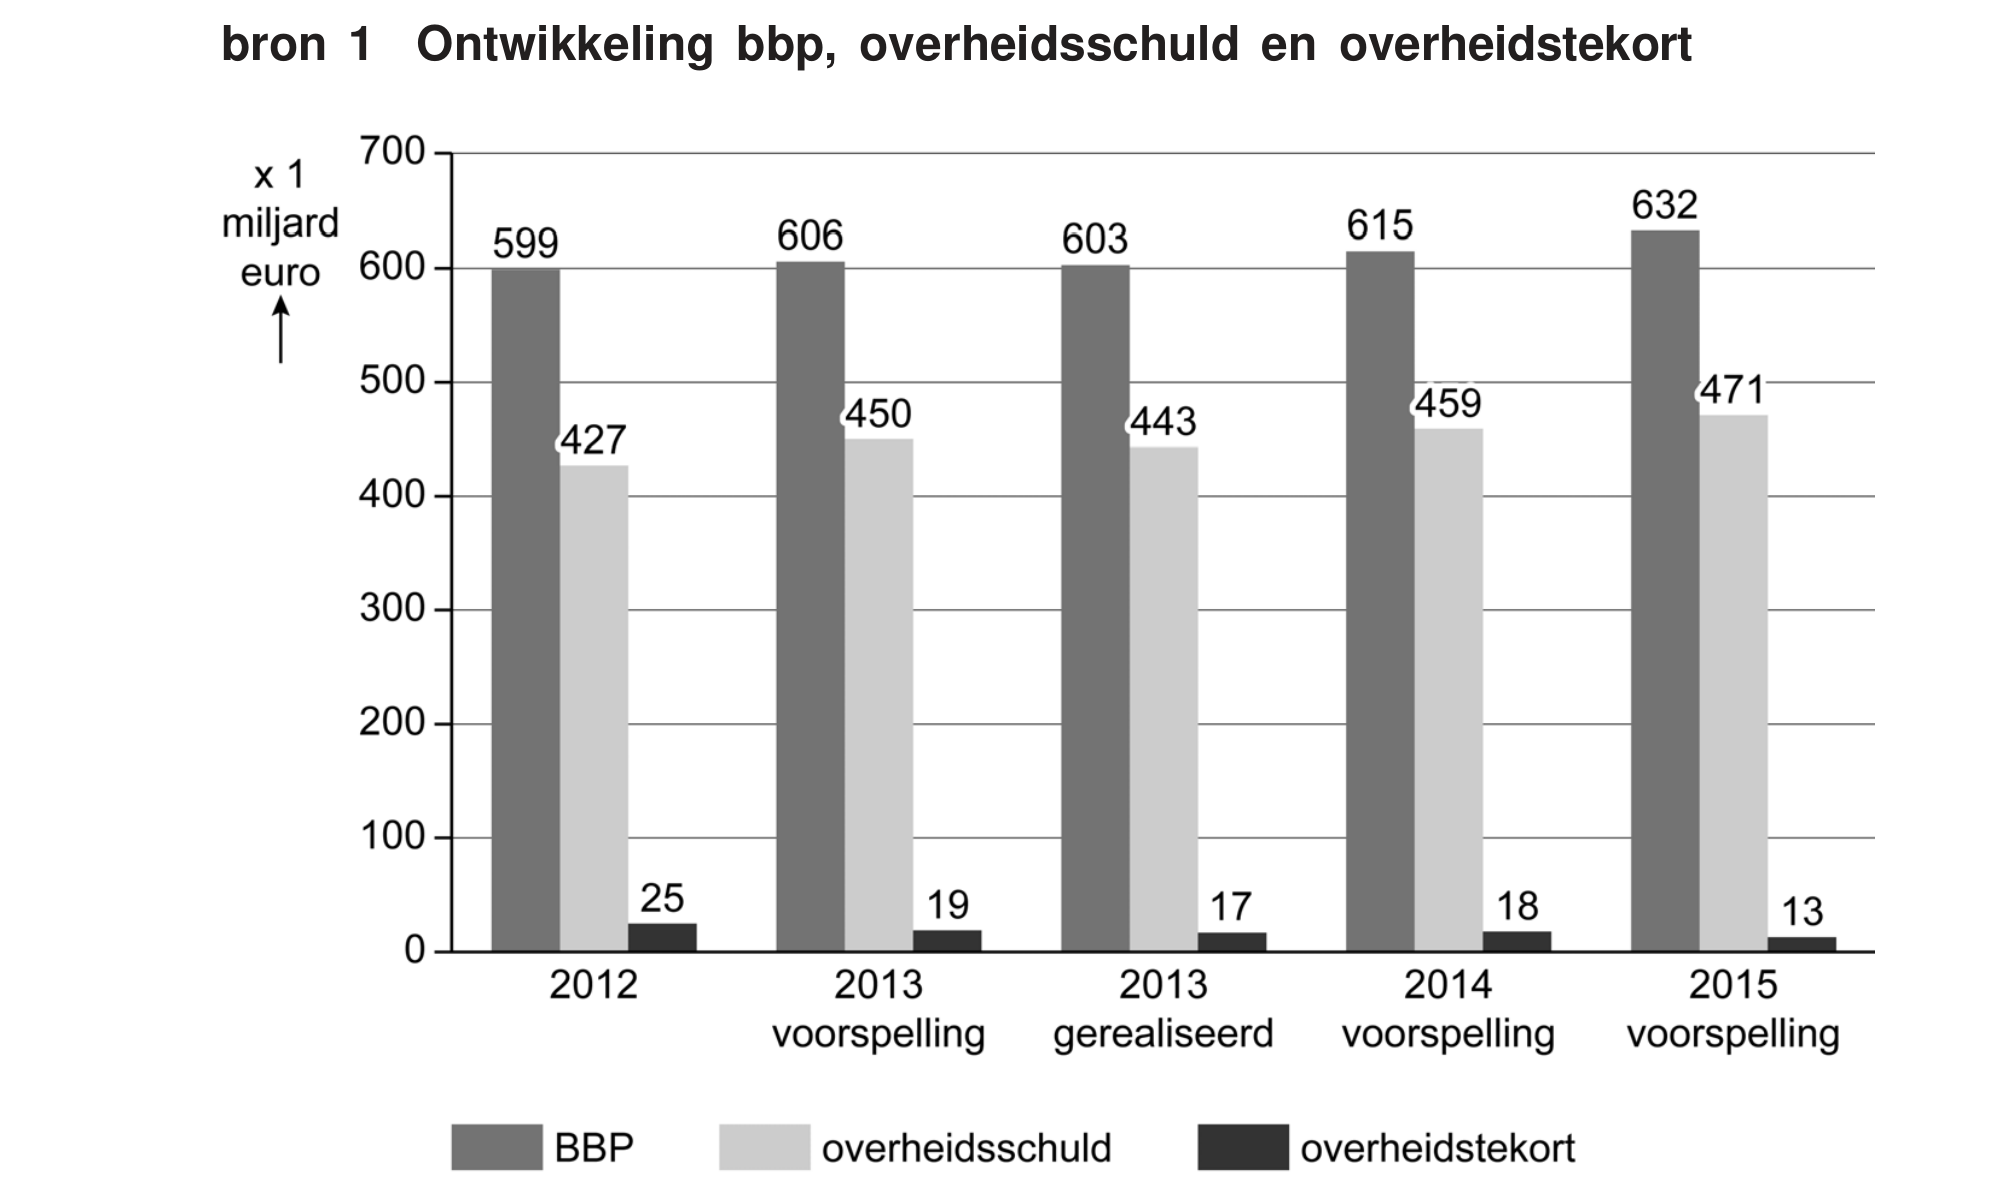 bron 1 Ontwikkeling bbp, overheidsschuld en overheidstekort
x 1
miljard
euro
700
600
500
400
300
200
100
0
599
427
25
606
450
19
603
443
17
615
459
18
632
471
13
2012
2013
voorspelling
2013
gerealiseerd
2014
voorspelling
2015
voorspelling
BBP
overheidsschuld
overheidstekort